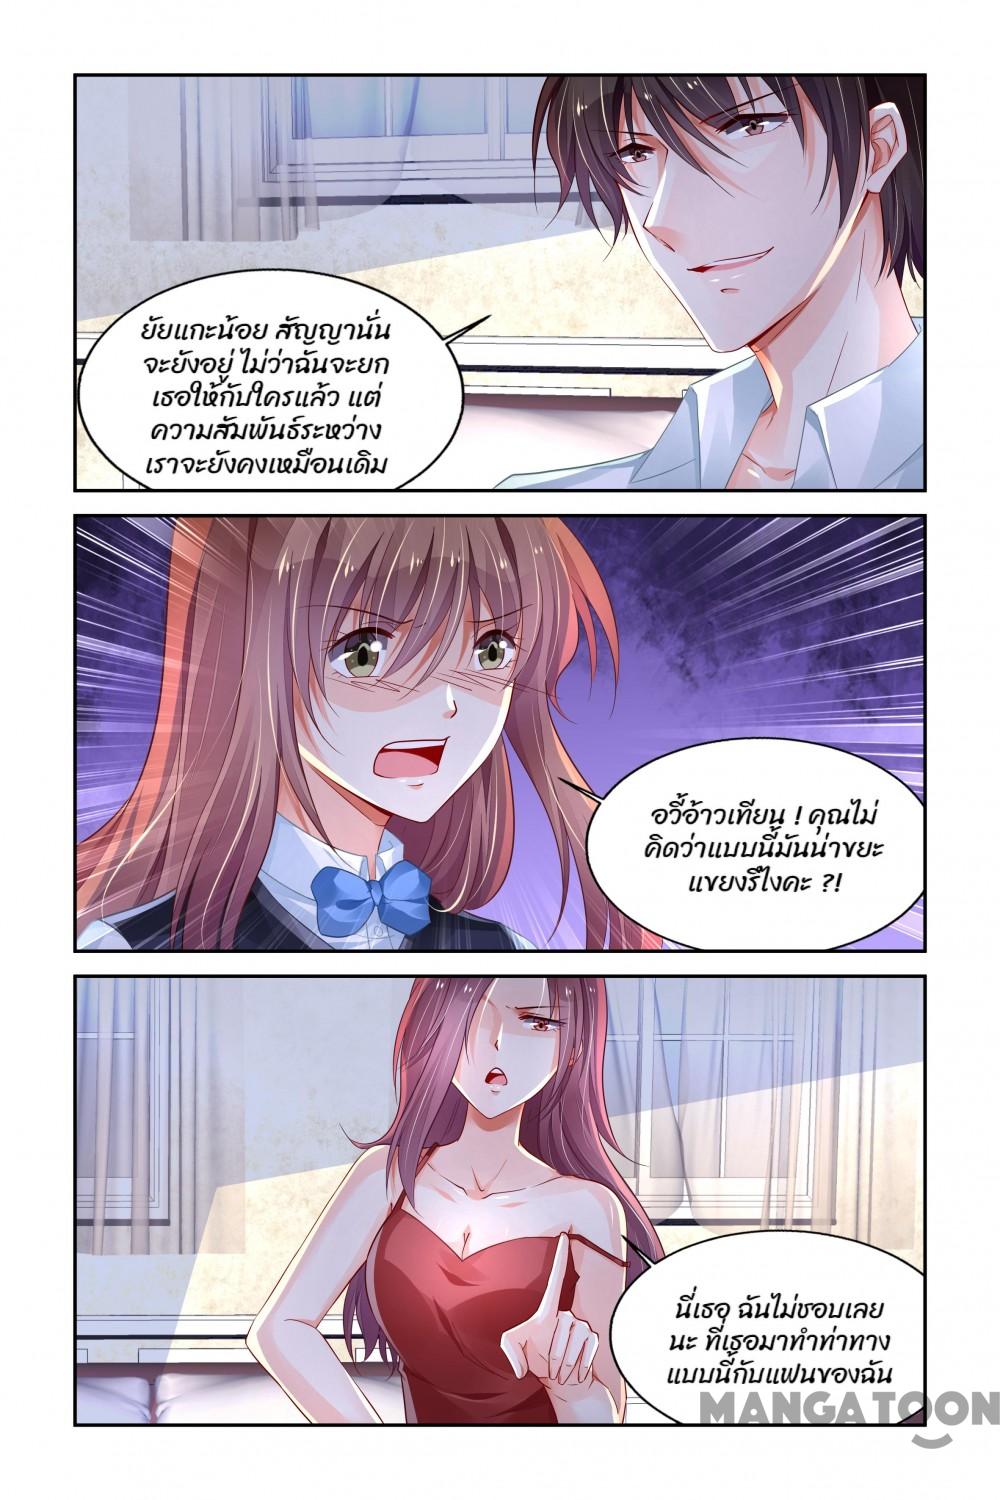 ยัยแกะน้อย สัญญานั่น
จะยังอยู่ ไม่ว่าฉันจะยก
เธอให้กับใครแล้ว แต่
ความสัมพันธ์ระหว่าง
เราจะยังคงเหมือนเดิม
อวี้อ้าวเทียน ! คุณไม่
คิดว่าแบบนี้มันน่าขยะ
แขยงรึไงคะ ?!
นี่เธอ ฉันไม่ชอบเลย
นะ ที่เธอมาทำท่าทาง
แบบนี้กับแฟนของฉัน
MANGATOON